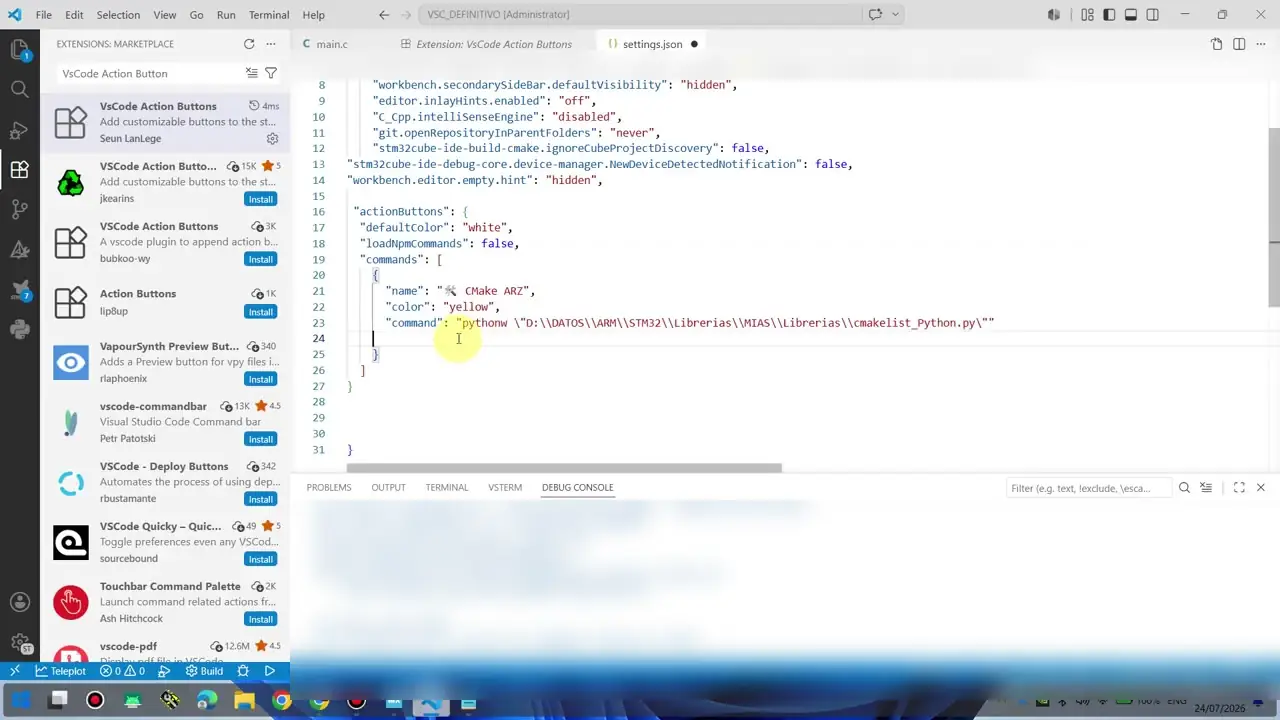 File Edit Selection View Go Run Terminal Help
VSC_DEFINITIVO [Administrator]
EXTENSIONS: MARKETPLACE
VsCode Action Button
VsCode Action Buttons 4ms
Add customizable buttons to the st...
Seun LanLege
VSCode Action Butto... 15K 5
Add customizable buttons to the st...
jkearins Install
VSCode Action Buttons 3K
A vscode plugin to append action b...
bubkoo-wy Install
Action Buttons 1K
lip8up Install
VapourSynth Preview But... 340
Adds a Preview button for vpy files i...
rlaphoenix Install
vscode-commandbar 13K 4.5
Visual Studio Code Command bar
Petr Patotski Install
VSCode - Deploy Buttons 342
Automates the process of using dep...
rbustamante Install
VSCode Quicky – Quic... 49 5
Toggle preferences even any VSCod...
sourcebound Install
Touchbar Command Palette 2K
Launch command related actions fr...
Ash Hitchcock Install
vscode-pdf 12.6M 4.5
Display pdf file in VSCode
main.c Extension: VsCode Action Buttons settings.json
8 "workbench.secondarySideBar.defaultVisibility": "hidden",
9 "editor.inlayHints.enabled": "off",
10 "C_Cpp.intelliSenseEngine": "disabled",
11 "git.openRepositoryInParentFolders": "never",
12 "stm32cube-ide-build-cmake.ignoreCubeProjectDiscovery": false,
13 "stm32cube-ide-debug-core.device-manager.NewDeviceDetectedNotification": false,
14 "workbench.editor.empty.hint": "hidden",
15
16 "actionButtons": {
17 "defaultColor": "white",
18 "loadNpmCommands": false,
19 "commands": [
20 {
21 "name": "🛠 CMake ARZ",
22 "color": "yellow",
23 "command": "pythonw \"D:\\DATOS\\ARM\\STM32\\Librerias\\MIAS\\Librerias\\cmakelist_Python.py\""
24
25 }
26 ]
27 }
28
29
30
31 }
PROBLEMS OUTPUT TERMINAL VSTERM DEBUG CONSOLE
Filter (e.g. text, !exclude, \esca...
Teleplot 0 0 Build
100% ENG
24/07/2026